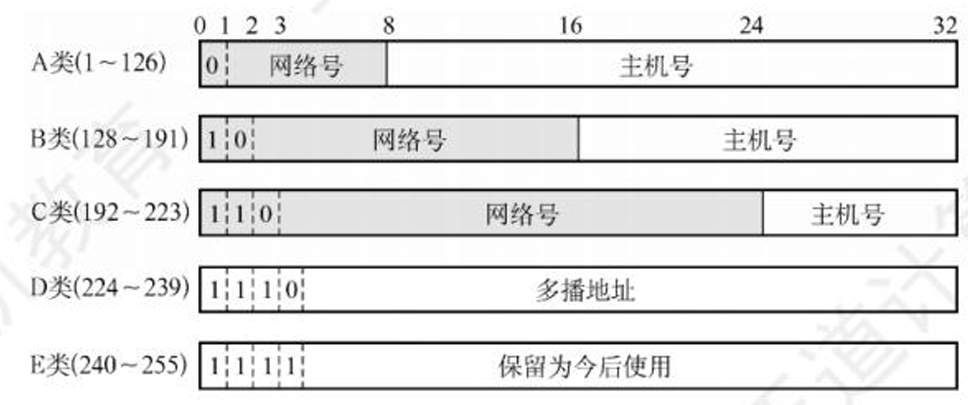 0 1 2 3 8 16 24 32
A类(1～126) 0 网络号 主机号
B类(128～191) 1 0 网络号 主机号
C类(192～223) 1 1 0 网络号 主机号
D类(224～239) 1 1 1 0 多播地址
E类(240～255) 1 1 1 1 保留为今后使用